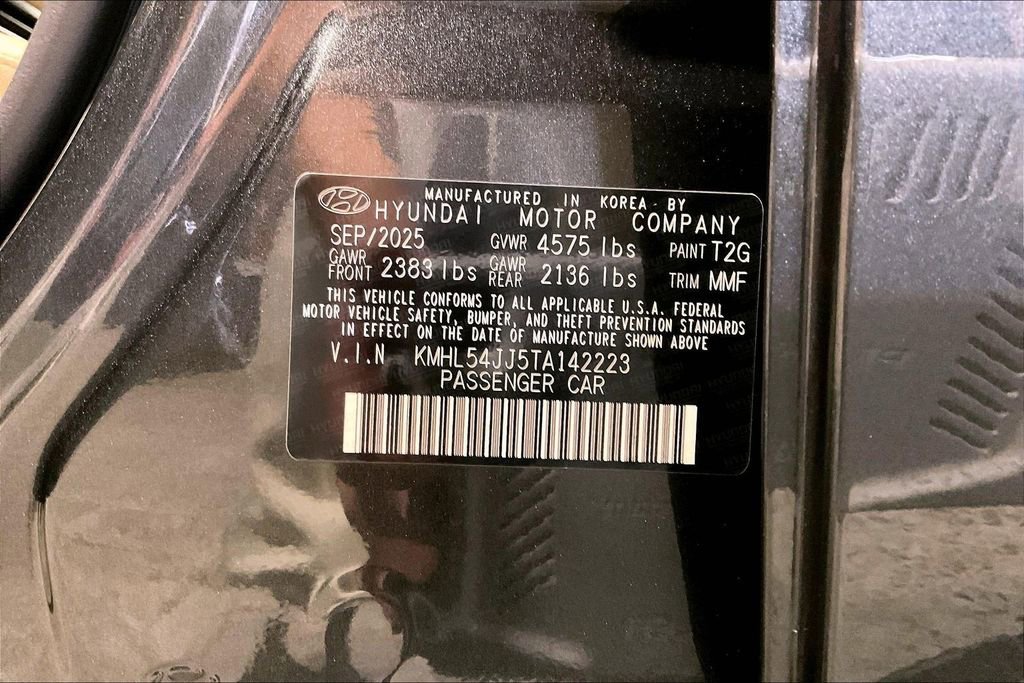 MANUFACTURED IN KOREA BY
HYUNDAI MOTOR COMPANY
SEP/2025 GVWR 4575 lbs PAINT T2G
GAWR FRONT 2383 lbs GAWR REAR 2136 lbs TRIM MMF
THIS VEHICLE CONFORMS TO ALL APPLICABLE U.S.A. FEDERAL
MOTOR VEHICLE SAFETY, BUMPER, AND THEFT PREVENTION STANDARDS
IN EFFECT ON THE DATE OF MANUFACTURE SHOWN ABOVE
V.I.N KMHL54JJ5TA142223
PASSENGER CAR